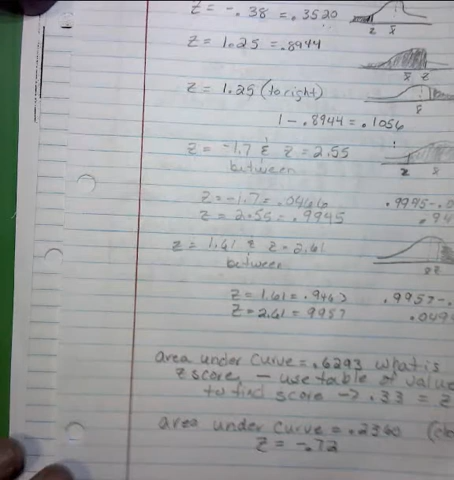 z = -.38 = .3520
z x̄
z = 1.25 = .8944
x̄ z
z = 1.25 (to right)
x̄
1 - .8944 = .1056
z = -1.7 & z = 2.55
between
z x̄
z = -1.7 = .0446 .9945 - .0
z = 2.55 = .9945 .94
z = 1.61 & z = 2.61
between
z z
z = 1.61 = .9463 .9957 -
z = 2.61 = 9957 .049
area under curve = .6293 what is
z score, - use table of value
to find score -> .33 = z
area under curve = .2360 (clo
z = -.72